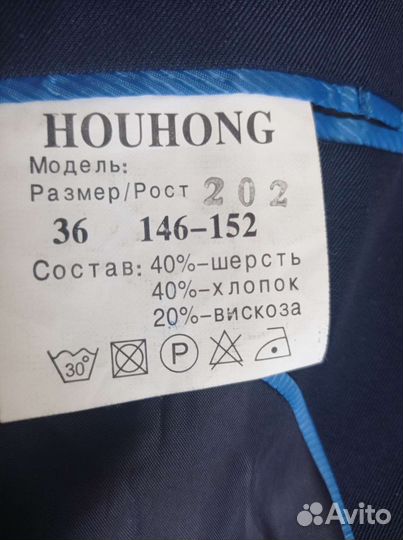 HOUHONG
Модель:
Размер/Рост 202
36 146-152
Состав: 40%-шерсть
40%-хлопок
20%-вискоза
30° P
Avito